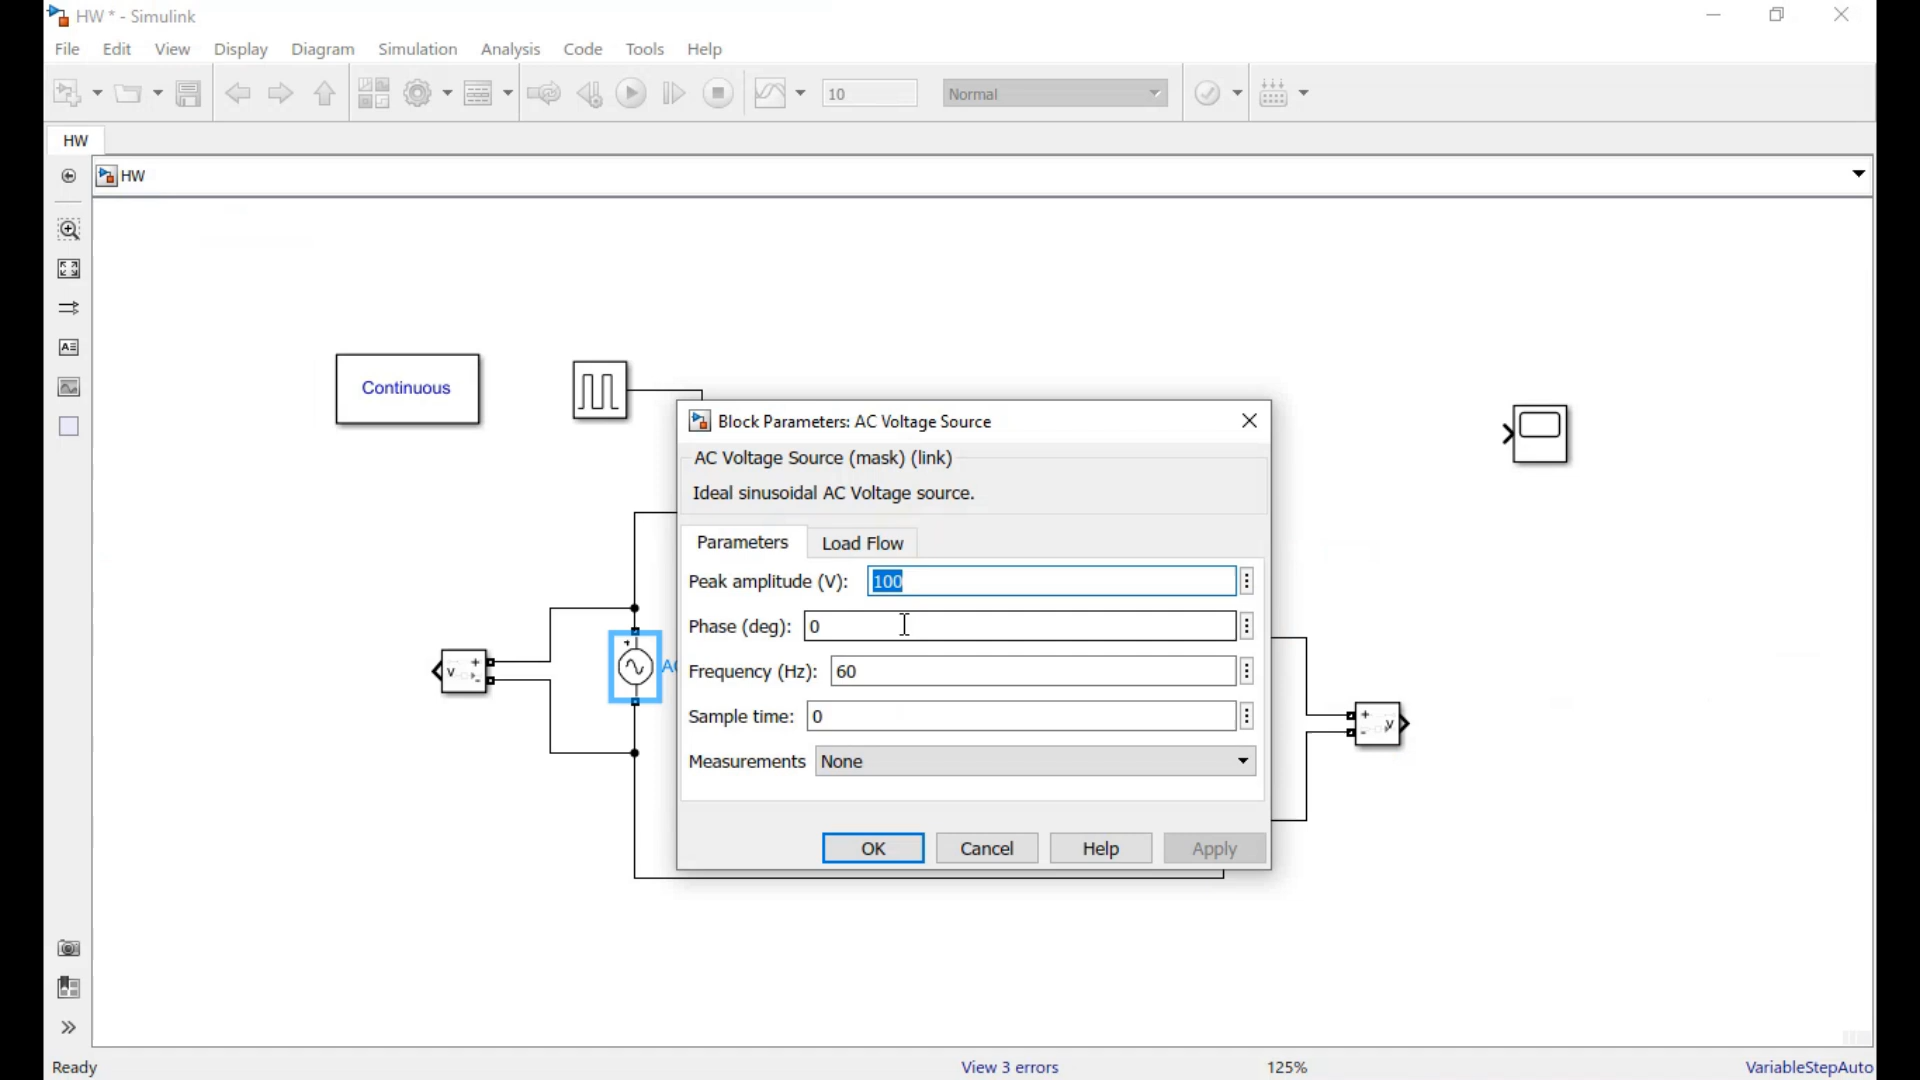 HW * - Simulink
File Edit View Display Diagram Simulation Analysis Code Tools Help
10 Normal
HW
HW
Continuous
Block Parameters: AC Voltage Source
AC Voltage Source (mask) (link)
Ideal sinusoidal AC Voltage source.
Parameters Load Flow
Peak amplitude (V): 100
Phase (deg): 0
Frequency (Hz): 60
Sample time: 0
Measurements None
OK Cancel Help Apply
+ v -
AC
+ v -
Ready View 3 errors 125% VariableStepAuto